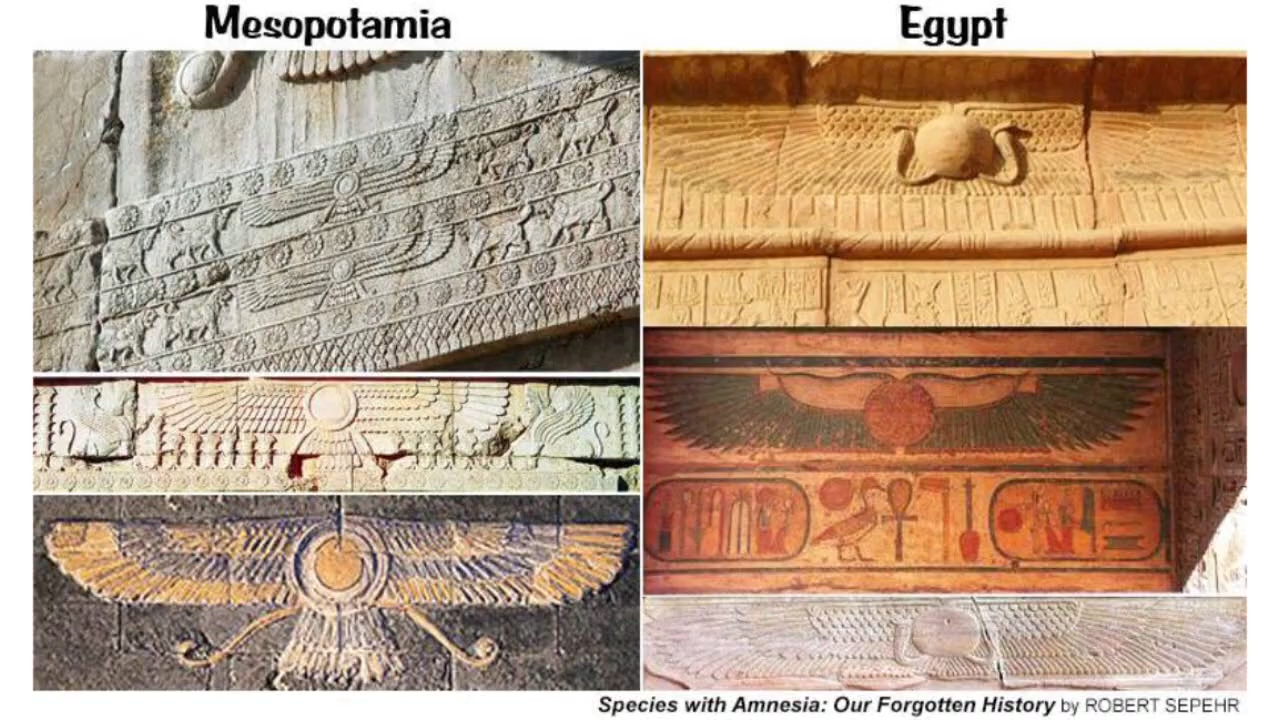 Mesopotamia
Egypt
Species with Amnesia: Our Forgotten History by ROBERT SEPEHR